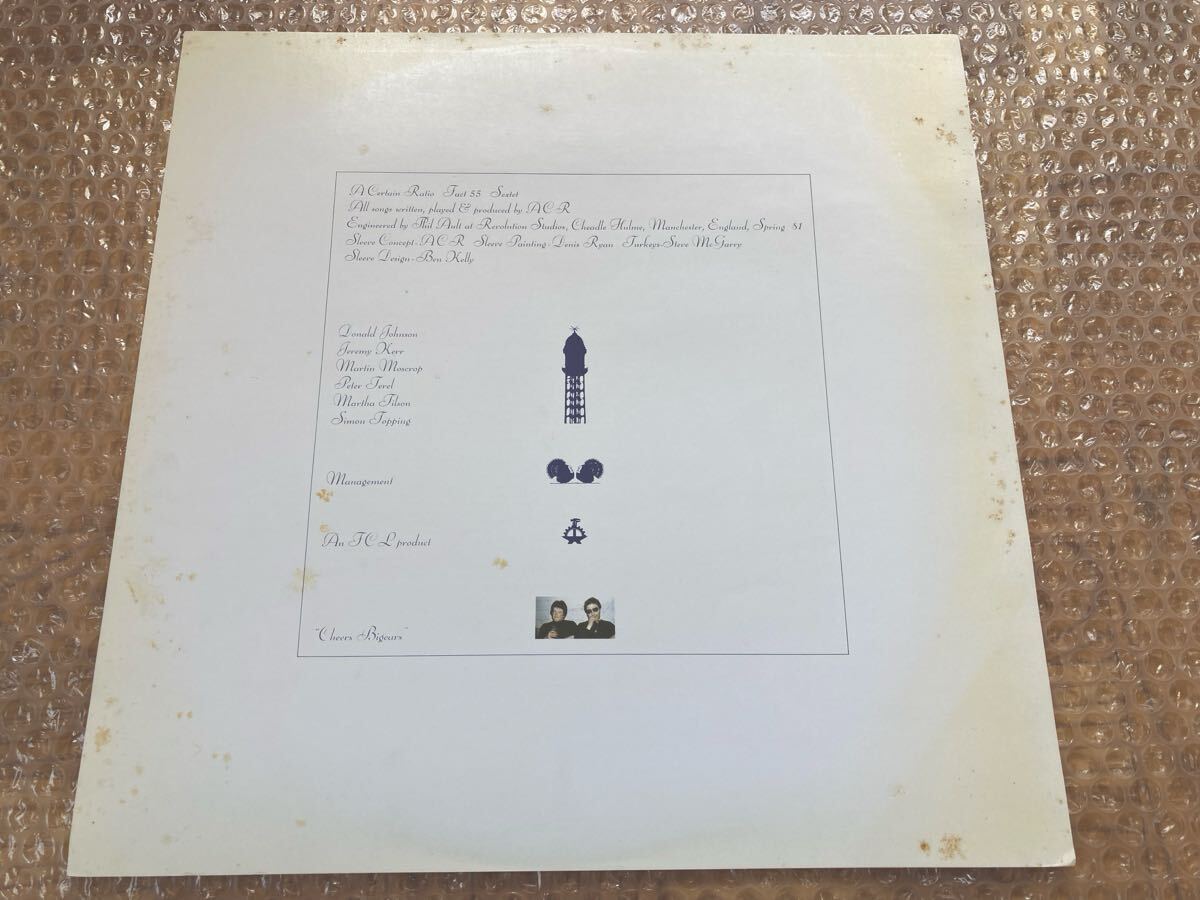 A Certain Ratio Fact 55 Sextet
All songs written, played & produced by A C R
Engineered by Phil Ault at Revolution Studios, Cheadle Hulme, Manchester, England, Spring 81
Sleeve Concept - A C R Sleeve Painting - Denis Ryan Turkeys - Steve McGarry
Sleeve Design - Ben Kelly
Donald Johnson
Jeremy Kerr
Martin Moscrop
Peter Terel
Martha Tilson
Simon Topping
Management
An F C L product
"Cheers Bigears"